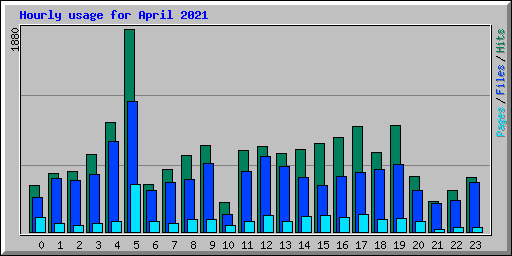 Hourly usage for April 2021
1880
Pages / Files / Hits
0 1 2 3 4 5 6 7 8 9 10 11 12 13 14 15 16 17 18 19 20 21 22 23